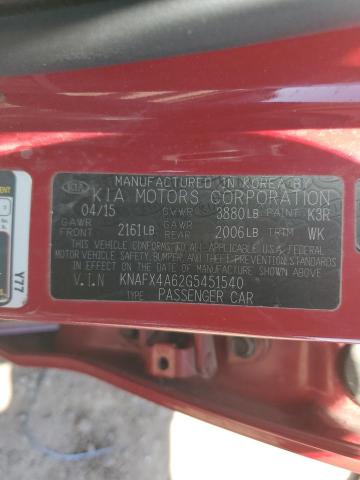 MANUFACTURED IN KOREA BY
KIA KIA MOTORS CORPORATION
04/15 GVWR 3880LB PAINT K3R
GAWR GAWR
FRONT 2161LB REAR 2006LB TRIM WK
THIS VEHICLE CONFORMS TO ALL APPLICABLE U.S.A. FEDERAL
MOTOR VEHICLE SAFETY, BUMPER, AND THEFT PREVENTION
STANDARDS IN EFFECT ON THE DATE OF MANUFACTURE SHOWN ABOVE.
V.I.N KNAFX4A62G5451540
TYPE PASSENGER CAR
Y77